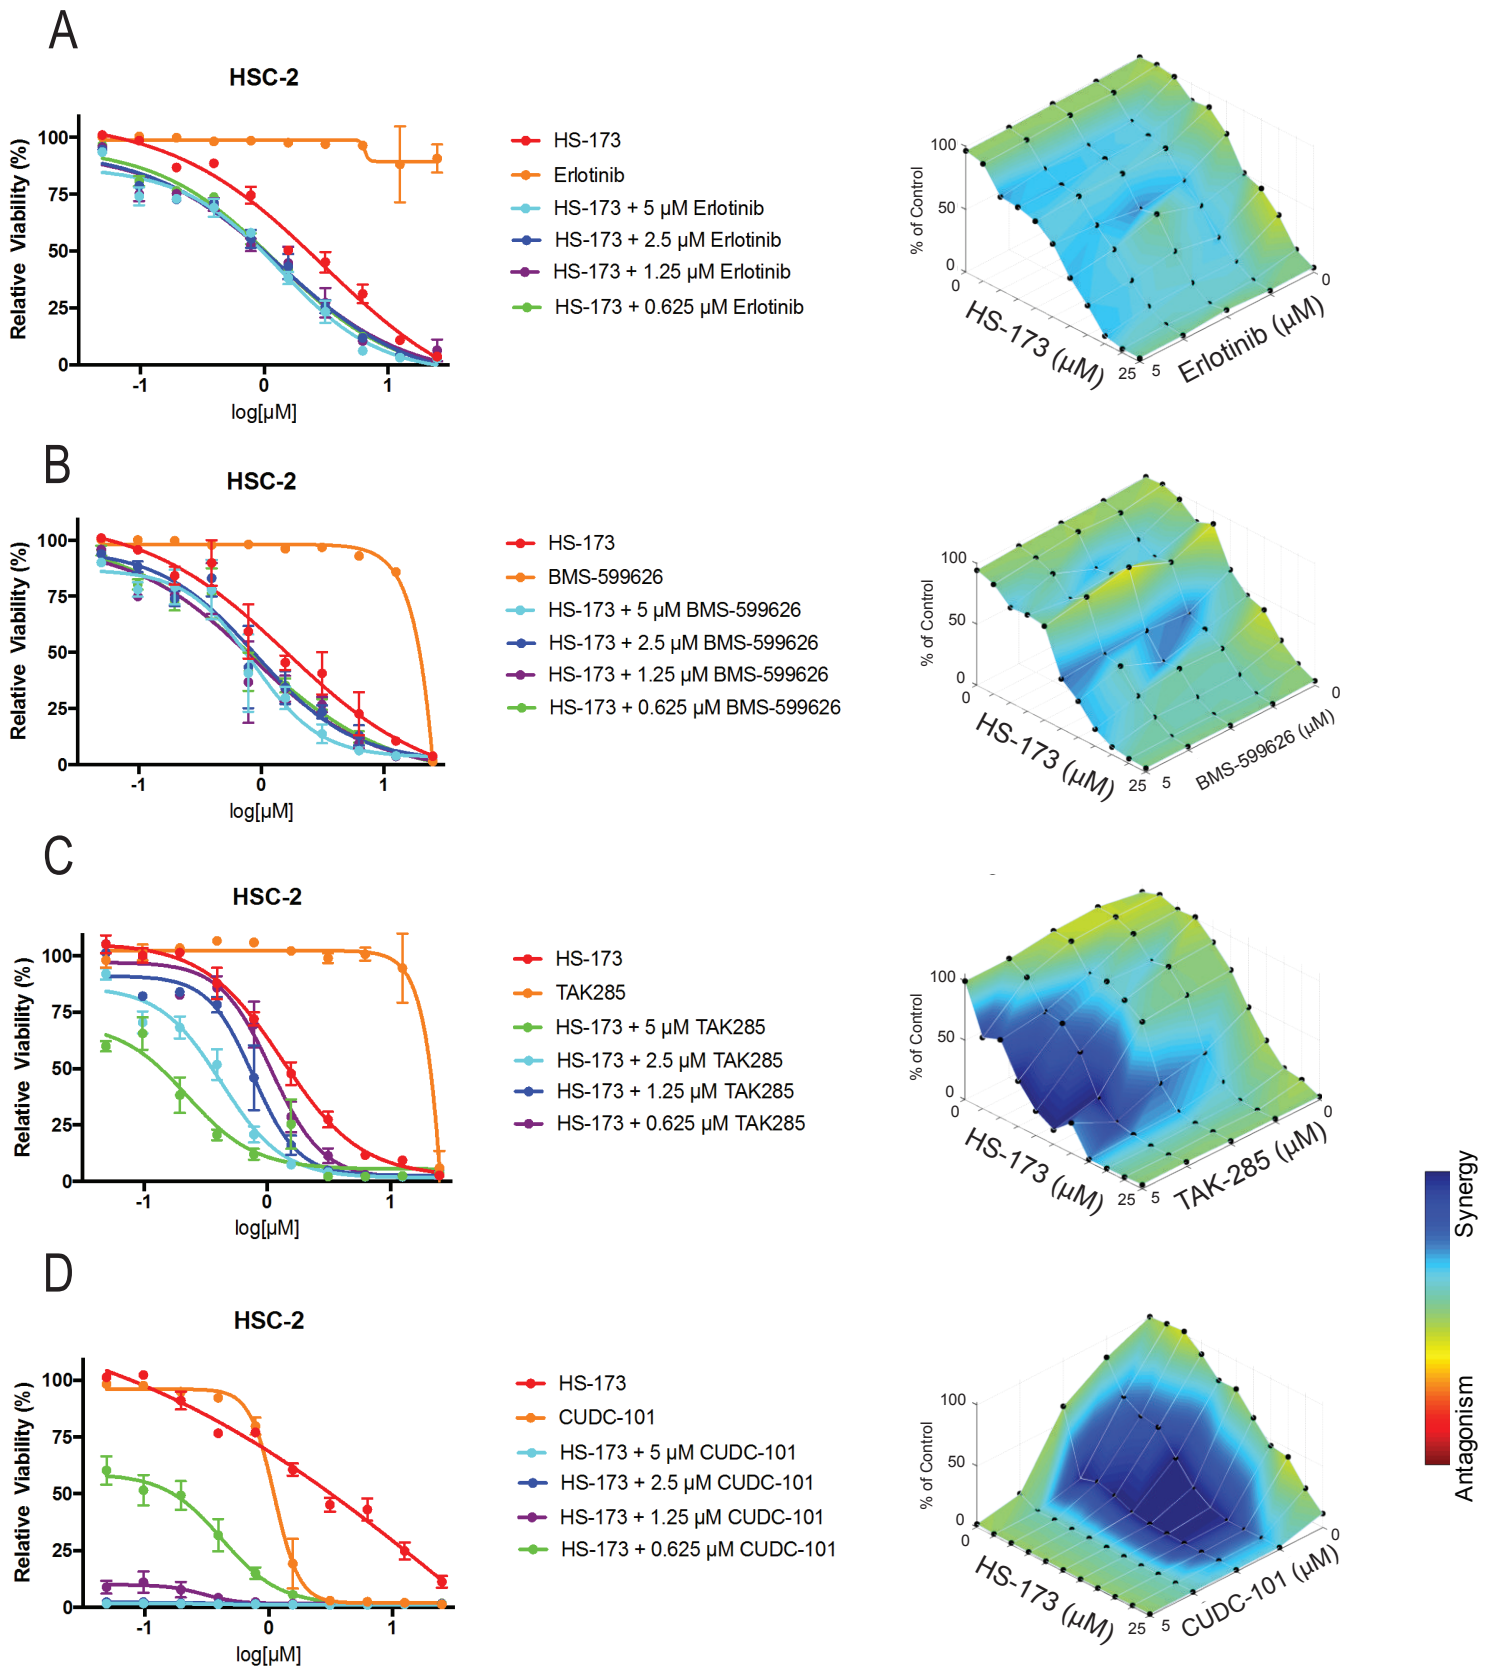 A
HSC-2
Relative Viability (%)
100
75
50
25
0
-1 0 1
log[µM]
HS-173
Erlotinib
HS-173 + 5 µM Erlotinib
HS-173 + 2.5 µM Erlotinib
HS-173 + 1.25 µM Erlotinib
HS-173 + 0.625 µM Erlotinib
% of Control
100
50
0
0
HS-173 (µM)
25
5
Erlotinib (µM)
0
B
HSC-2
Relative Viability (%)
100
75
50
25
0
-1 0 1
log[µM]
HS-173
BMS-599626
HS-173 + 5 µM BMS-599626
HS-173 + 2.5 µM BMS-599626
HS-173 + 1.25 µM BMS-599626
HS-173 + 0.625 µM BMS-599626
% of Control
100
50
0
0
HS-173 (µM)
25
5
BMS-599626 (µM)
0
C
HSC-2
Relative Viability (%)
100
75
50
25
0
-1 0 1
log[µM]
HS-173
TAK285
HS-173 + 5 µM TAK285
HS-173 + 2.5 µM TAK285
HS-173 + 1.25 µM TAK285
HS-173 + 0.625 µM TAK285
% of Control
100
50
0
0
HS-173 (µM)
25
5
TAK-285 (µM)
0
D
HSC-2
Relative Viability (%)
100
75
50
25
0
-1 0 1
log[µM]
HS-173
CUDC-101
HS-173 + 5 µM CUDC-101
HS-173 + 2.5 µM CUDC-101
HS-173 + 1.25 µM CUDC-101
HS-173 + 0.625 µM CUDC-101
% of Control
100
50
0
0
HS-173 (µM)
25
5
CUDC-101 (µM)
0
Synergy
Antagonism